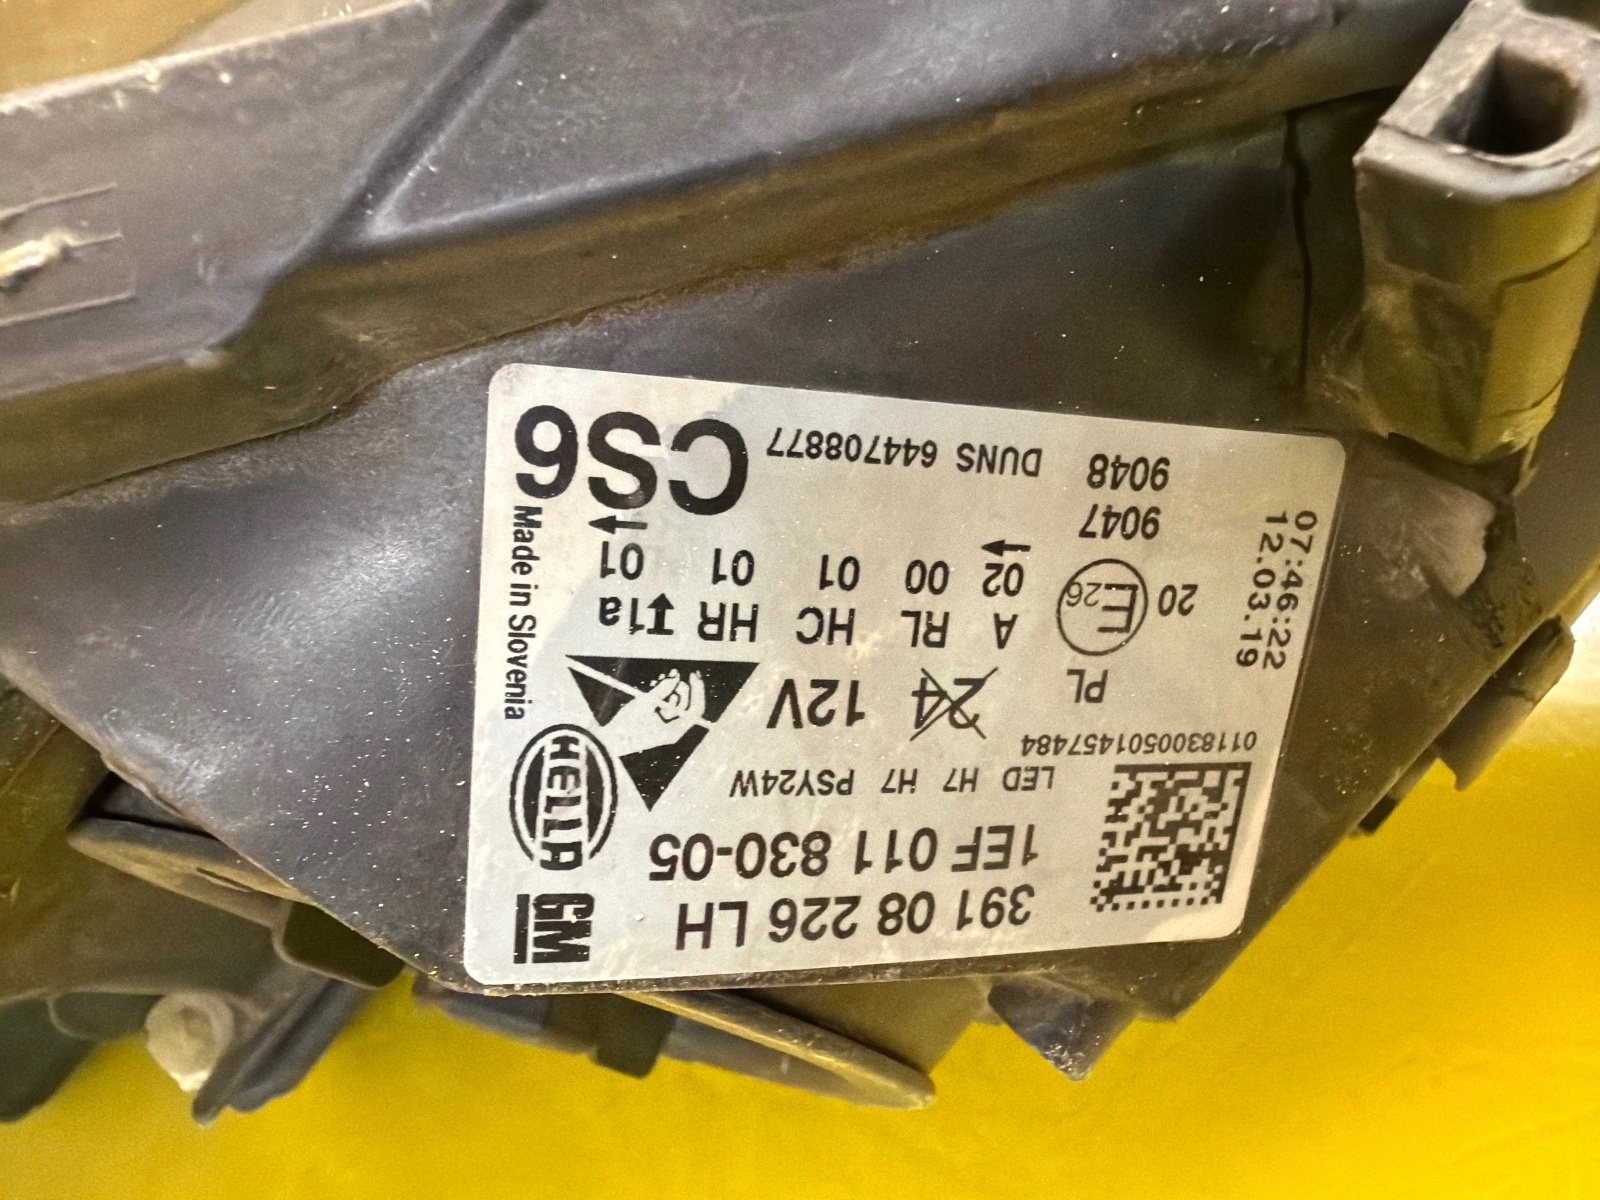 GM 391 08 226 LH
HELLA 1EF 011 830-05
LED H7 H7 PSY24W
0118300501457484
24 12V
PL
A RL HC HR 1a
02 00 01 01 01
20 E26
9047
9048
DUNS 644708877
CS6
Made in Slovenia
12.03.19
07:46:22